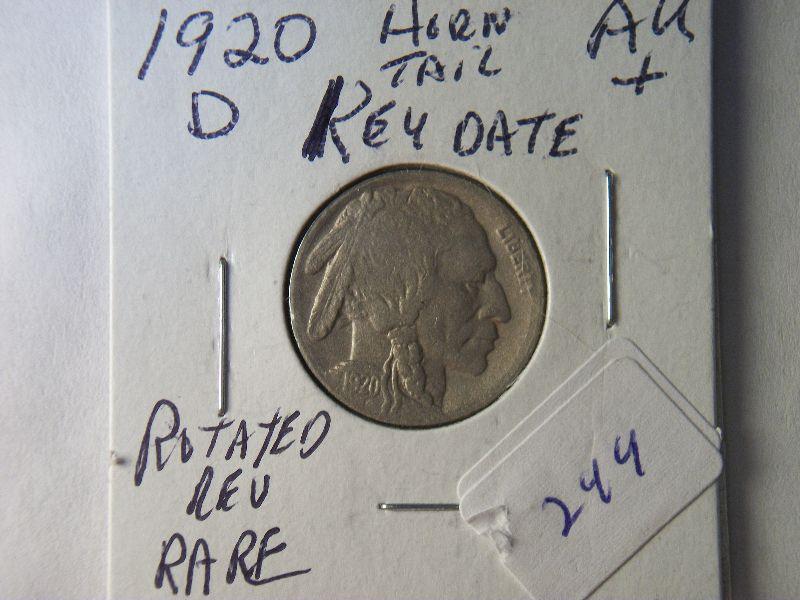 1920 HORN AU
TAIL +
D KEY DATE
LIBERTY
1920
ROTATED
REV
RARE
244